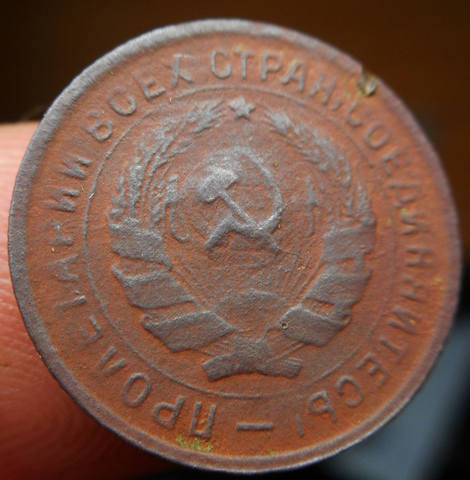 ПРОЛЕТАРИИ ВСЕХ СТРАН, СОЕДИНЯЙТЕСЬ! —